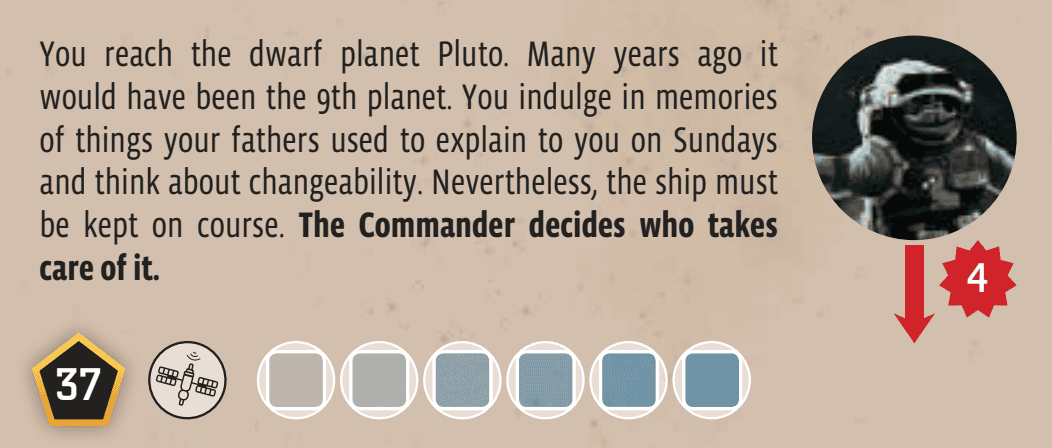 You reach the dwarf planet Pluto. Many years ago it
would have been the 9th planet. You indulge in memories
of things your fathers used to explain to you on Sundays
and think about changeability. Nevertheless, the ship must
be kept on course. The Commander decides who takes
care of it.
4
37